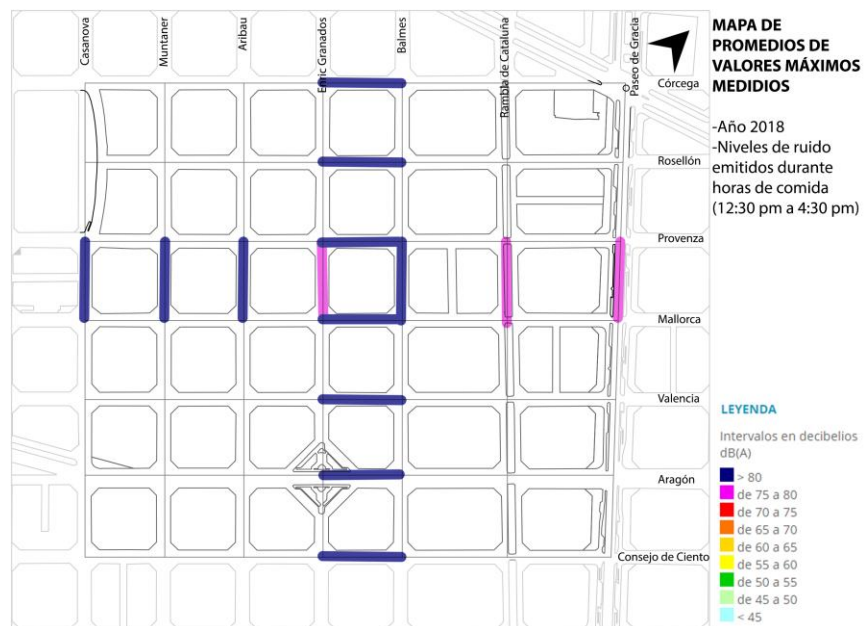 Casanova
Muntaner
Aribau
Enric Granados
Balmes
Rambla de Cataluña
Paseo de Gracia
MAPA DE
PROMEDIOS DE
VALORES MÁXIMOS
MEDIDIOS
-Año 2018
-Niveles de ruido
emitidos durante
horas de comida
(12:30 pm a 4:30 pm)
Córcega
Rosellón
Provenza
Mallorca
Valencia
Aragón
Consejo de Ciento
LEYENDA
Intervalos en decibelios
dB(A)
> 80
de 75 a 80
de 70 a 75
de 65 a 70
de 60 a 65
de 55 a 60
de 50 a 55
de 45 a 50
< 45